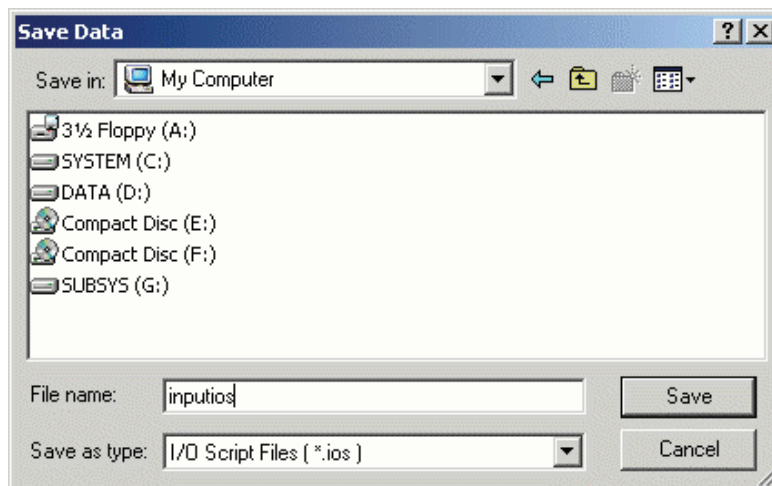 Save Data
Save in: My Computer
3½ Floppy (A:)
SYSTEM (C:)
DATA (D:)
Compact Disc (E:)
Compact Disc (F:)
SUBSYS (G:)
File name: inputios Save
Save as type: I/O Script Files ( *.ios ) Cancel